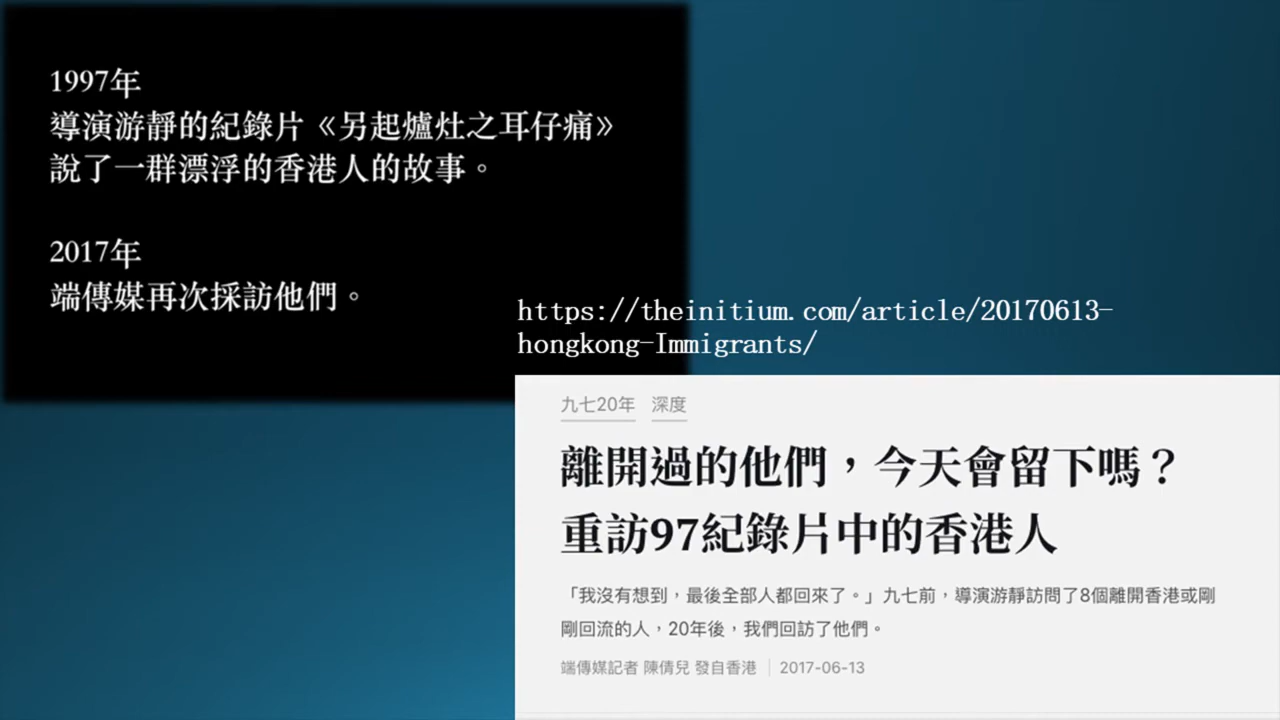 1997年
導演游靜的紀錄片《另起爐灶之耳仔痛》
說了一群漂浮的香港人的故事。
2017年
端傳媒再次採訪他們。
https://theinitium.com/article/20170613-
hongkong-Immigrants/
九七20年 深度
離開過的他們，今天會留下嗎？
重訪97紀錄片中的香港人
「我沒有想到，最後全部人都回來了。」九七前，導演游靜訪問了8個離開香港或剛
剛回流的人，20年後，我們回訪了他們。
端傳媒記者 陳倩兒 發自香港 | 2017-06-13